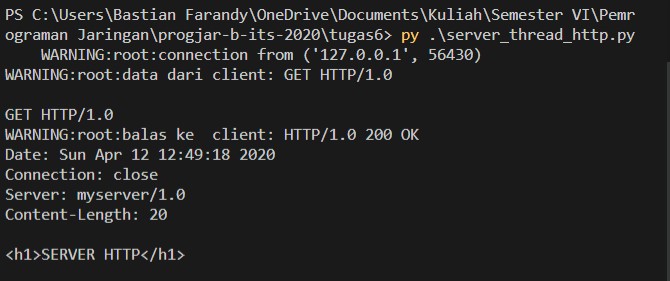 PS C:\Users\Bastian Farandy\OneDrive\Documents\Kuliah\Semester VI\Pemr
ograman Jaringan\progjar-b-its-2020\tugas6> py .\server_thread_http.py
WARNING:root:connection from ('127.0.0.1', 56430)
WARNING:root:data dari client: GET HTTP/1.0
GET HTTP/1.0
WARNING:root:balas ke  client: HTTP/1.0 200 OK
Date: Sun Apr 12 12:49:18 2020
Connection: close
Server: myserver/1.0
Content-Length: 20
<h1>SERVER HTTP</h1>